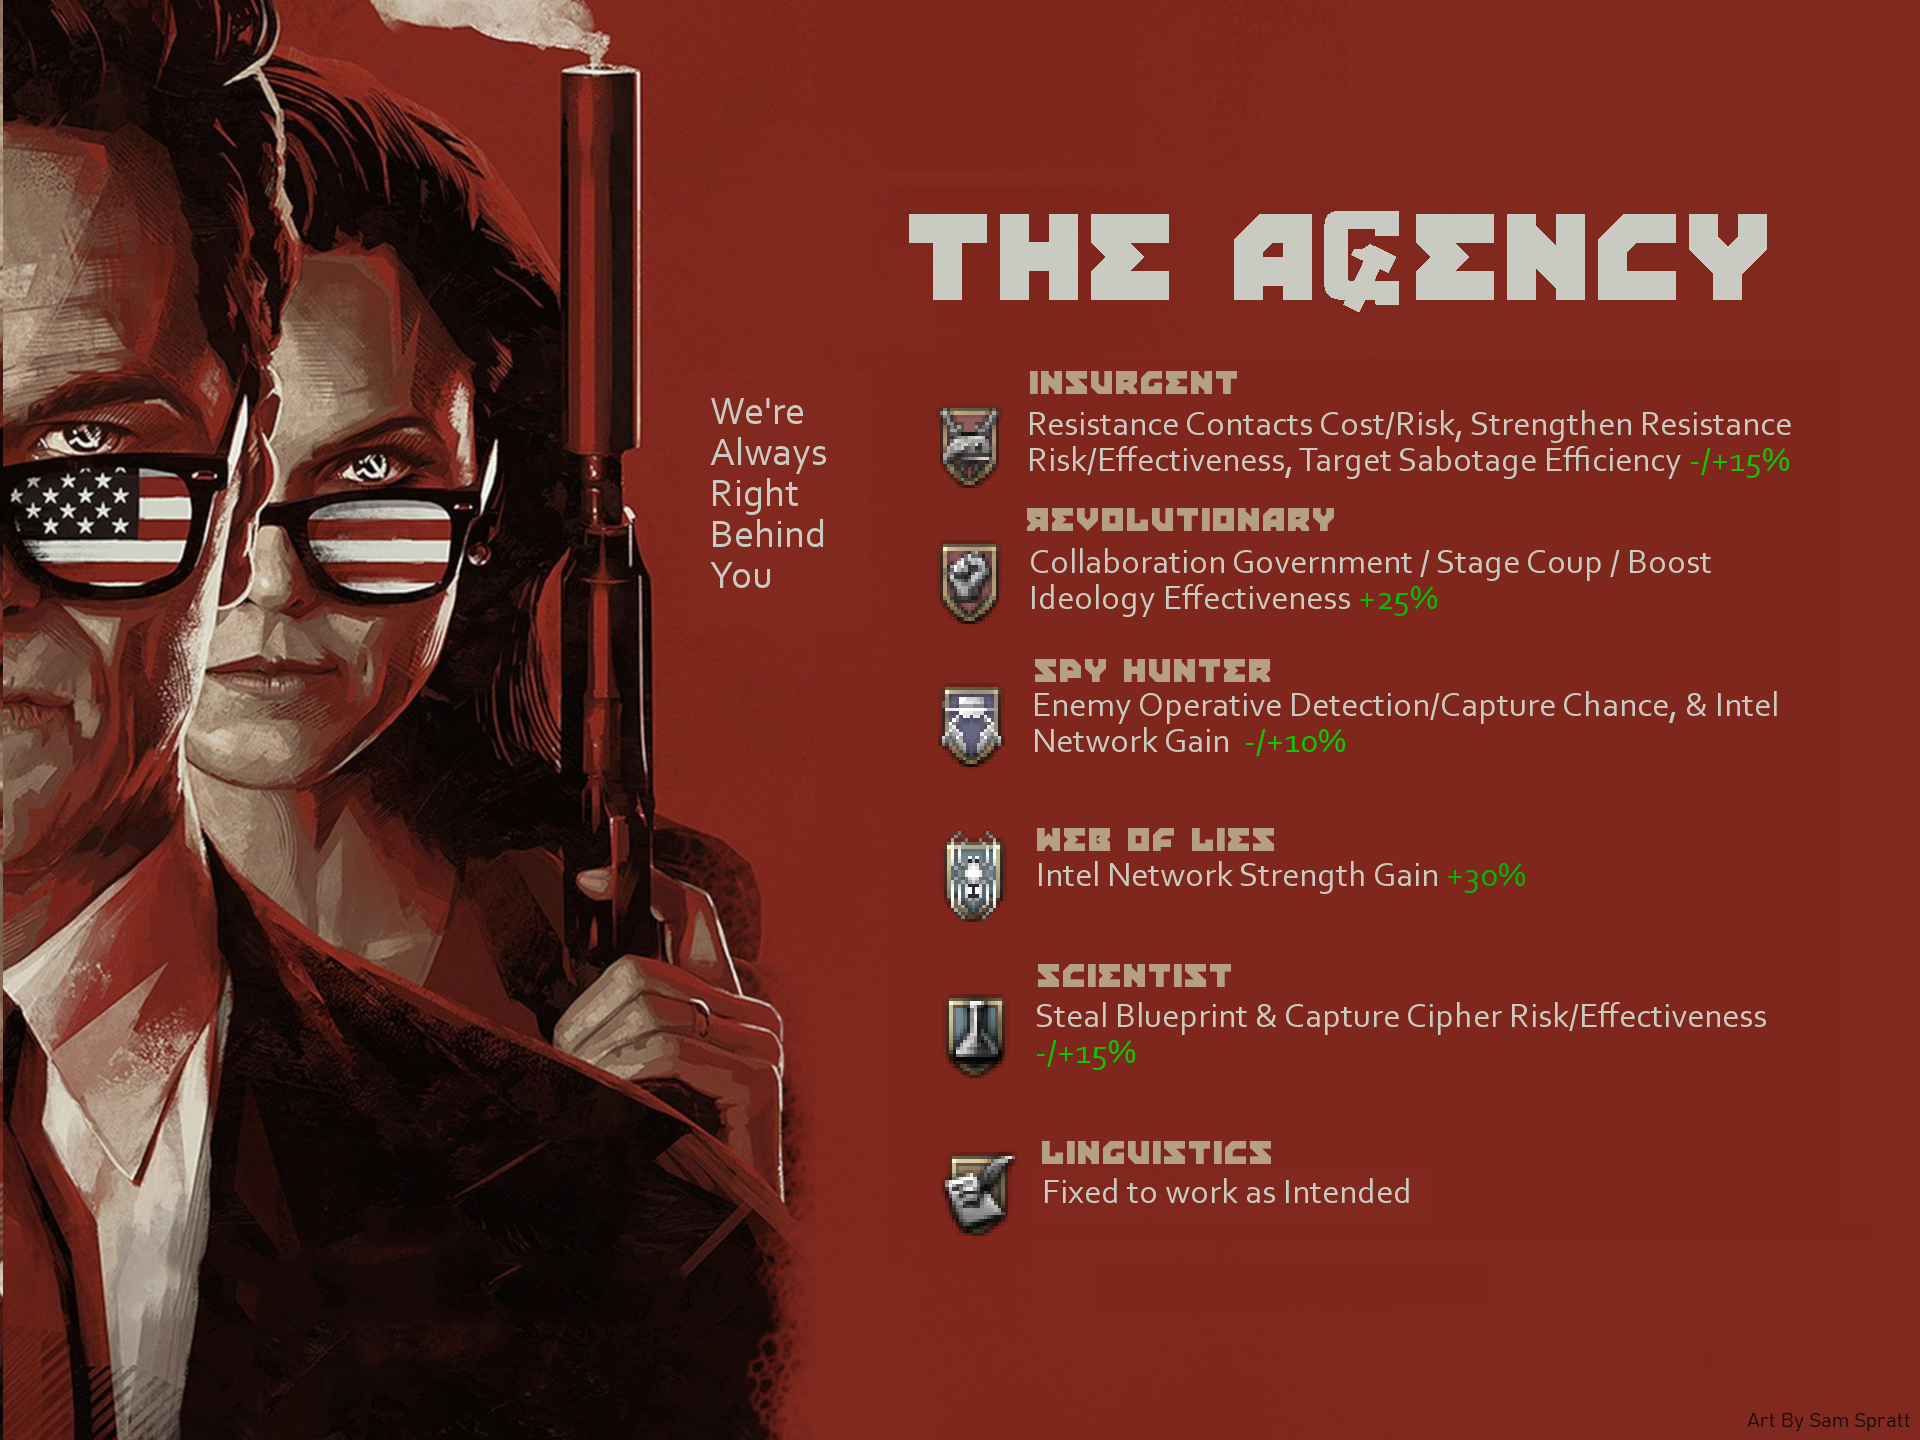 THE AGENCY
We're
Always
Right
Behind
You
INSURGENT
Resistance Contacts Cost/Risk, Strengthen Resistance
Risk/Effectiveness, Target Sabotage Efficiency -/+15%
ЯEVOLUTIONARY
Collaboration Government / Stage Coup / Boost
Ideology Effectiveness +25%
SPY HUNTER
Enemy Operative Detection/Capture Chance, & Intel
Network Gain -/+10%
WEB OF LIES
Intel Network Strength Gain +30%
SCIENTIST
Steal Blueprint & Capture Cipher Risk/Effectiveness
-/+15%
LINGUISTICS
Fixed to work as Intended
Art By Sam Spratt